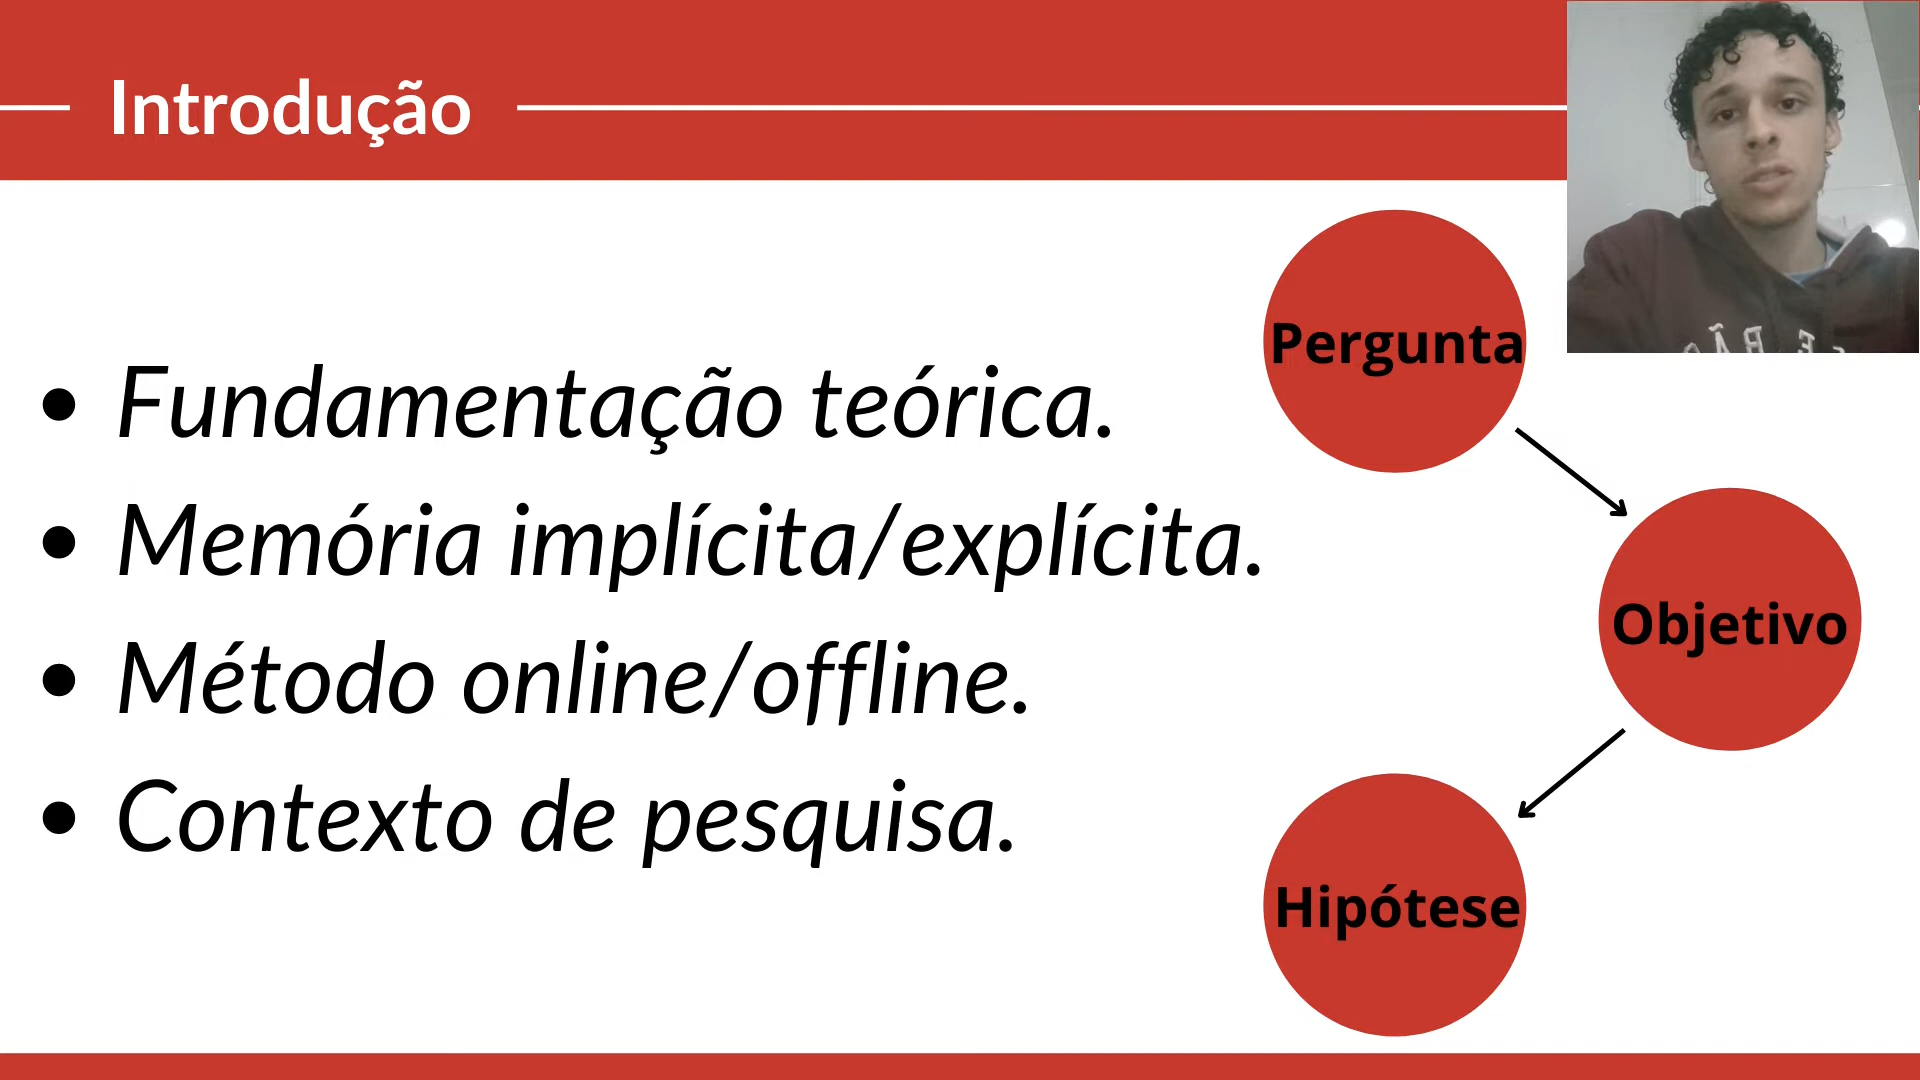 Introdução
Fundamentação teórica.
Memória implícita/explícita.
Método online/offline.
Contexto de pesquisa.
Pergunta
Objetivo
Hipótese